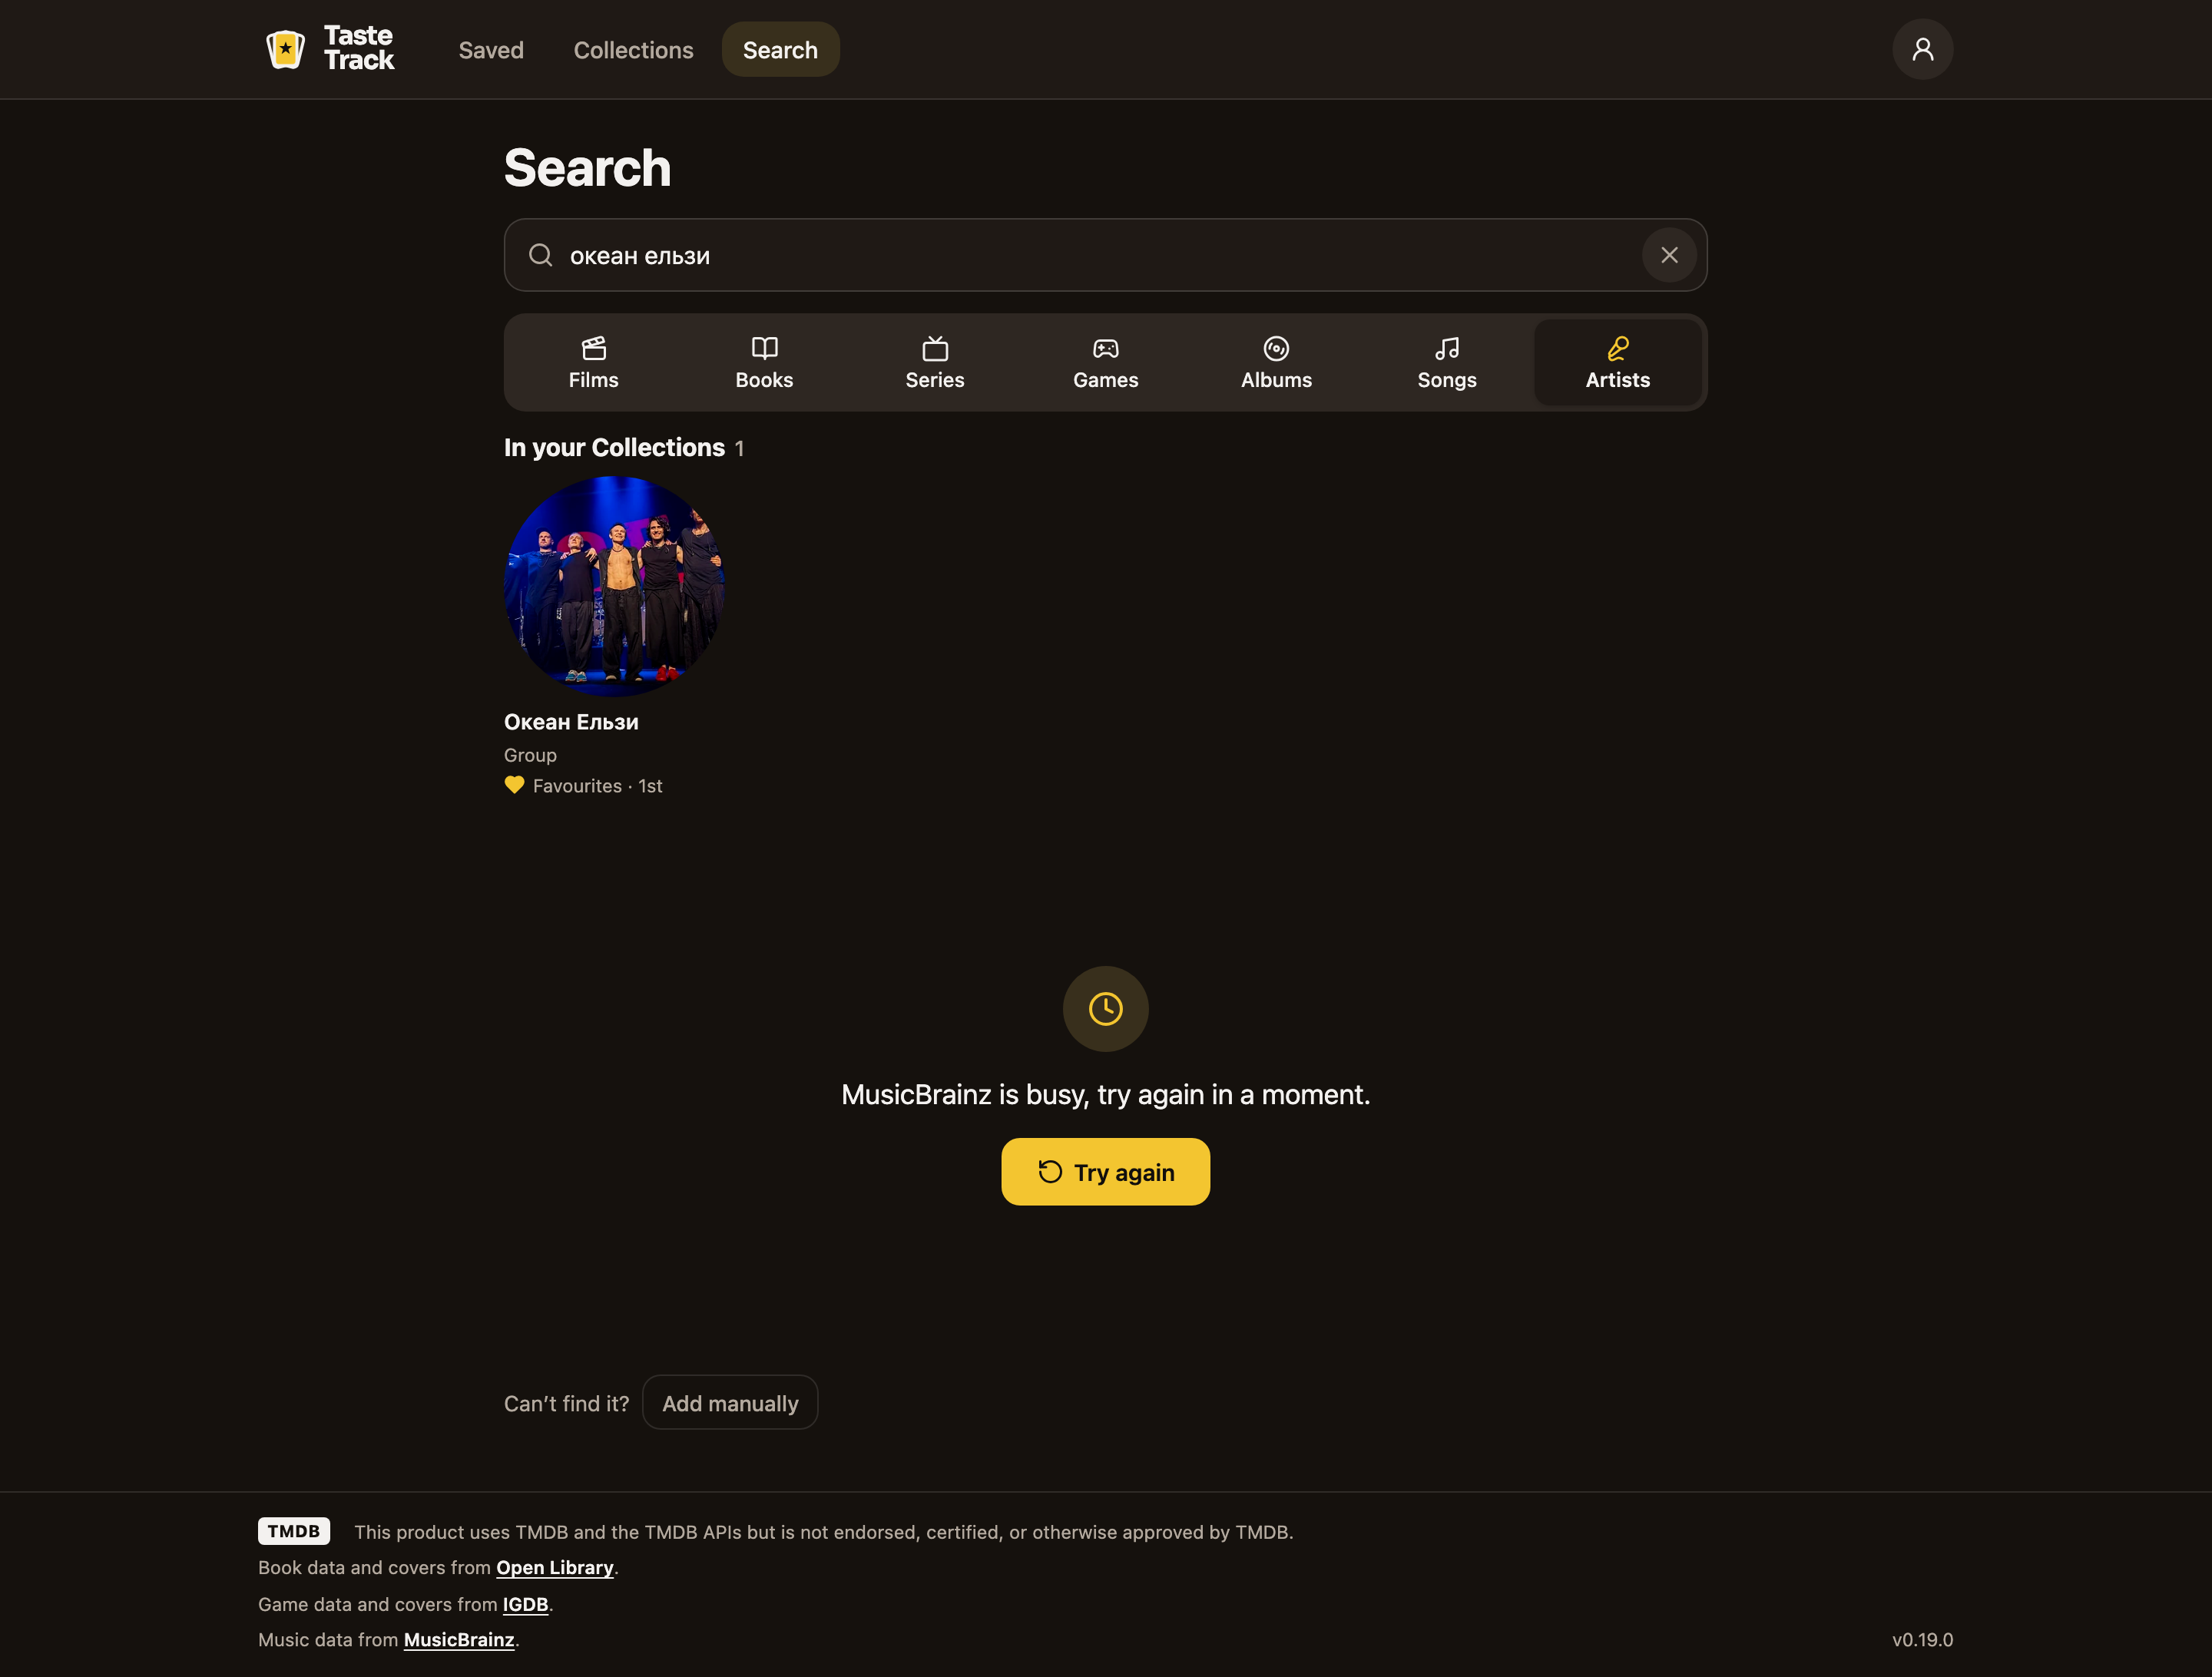 Taste
Track
Saved
Collections
Search
Search
океан ельзи
Films
Books
Series
Games
Albums
Songs
Artists
In your Collections 1
Океан Ельзи
Group
Favourites · 1st
MusicBrainz is busy, try again in a moment.
Try again
Can’t find it? Add manually
TMDB This product uses TMDB and the TMDB APIs but is not endorsed, certified, or otherwise approved by TMDB.
Book data and covers from Open Library.
Game data and covers from IGDB.
Music data from MusicBrainz.
v0.19.0